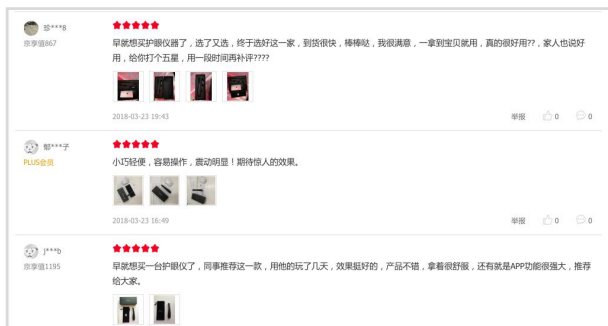 珍***8
京享值867
早就想买护眼仪器了，选了又选，终于选好这一家，到货很快，棒棒哒，我很满意，一拿到宝贝就用，真的很好用??，家人也说好
用，给你打个五星，用一段时间再补评????
2018-03-23 19:43
举报 0 0
郁***子
PLUS会员
小巧轻便，容易操作，震动明显！期待惊人的效果。
2018-03-23 16:49
举报 0 0
j***b
京享值1195
早就想买一台护眼仪了，同事推荐这一款，用他的玩了几天，效果挺好的，产品不错，拿着很舒服，还有就是APP功能很强大，推荐
给大家。